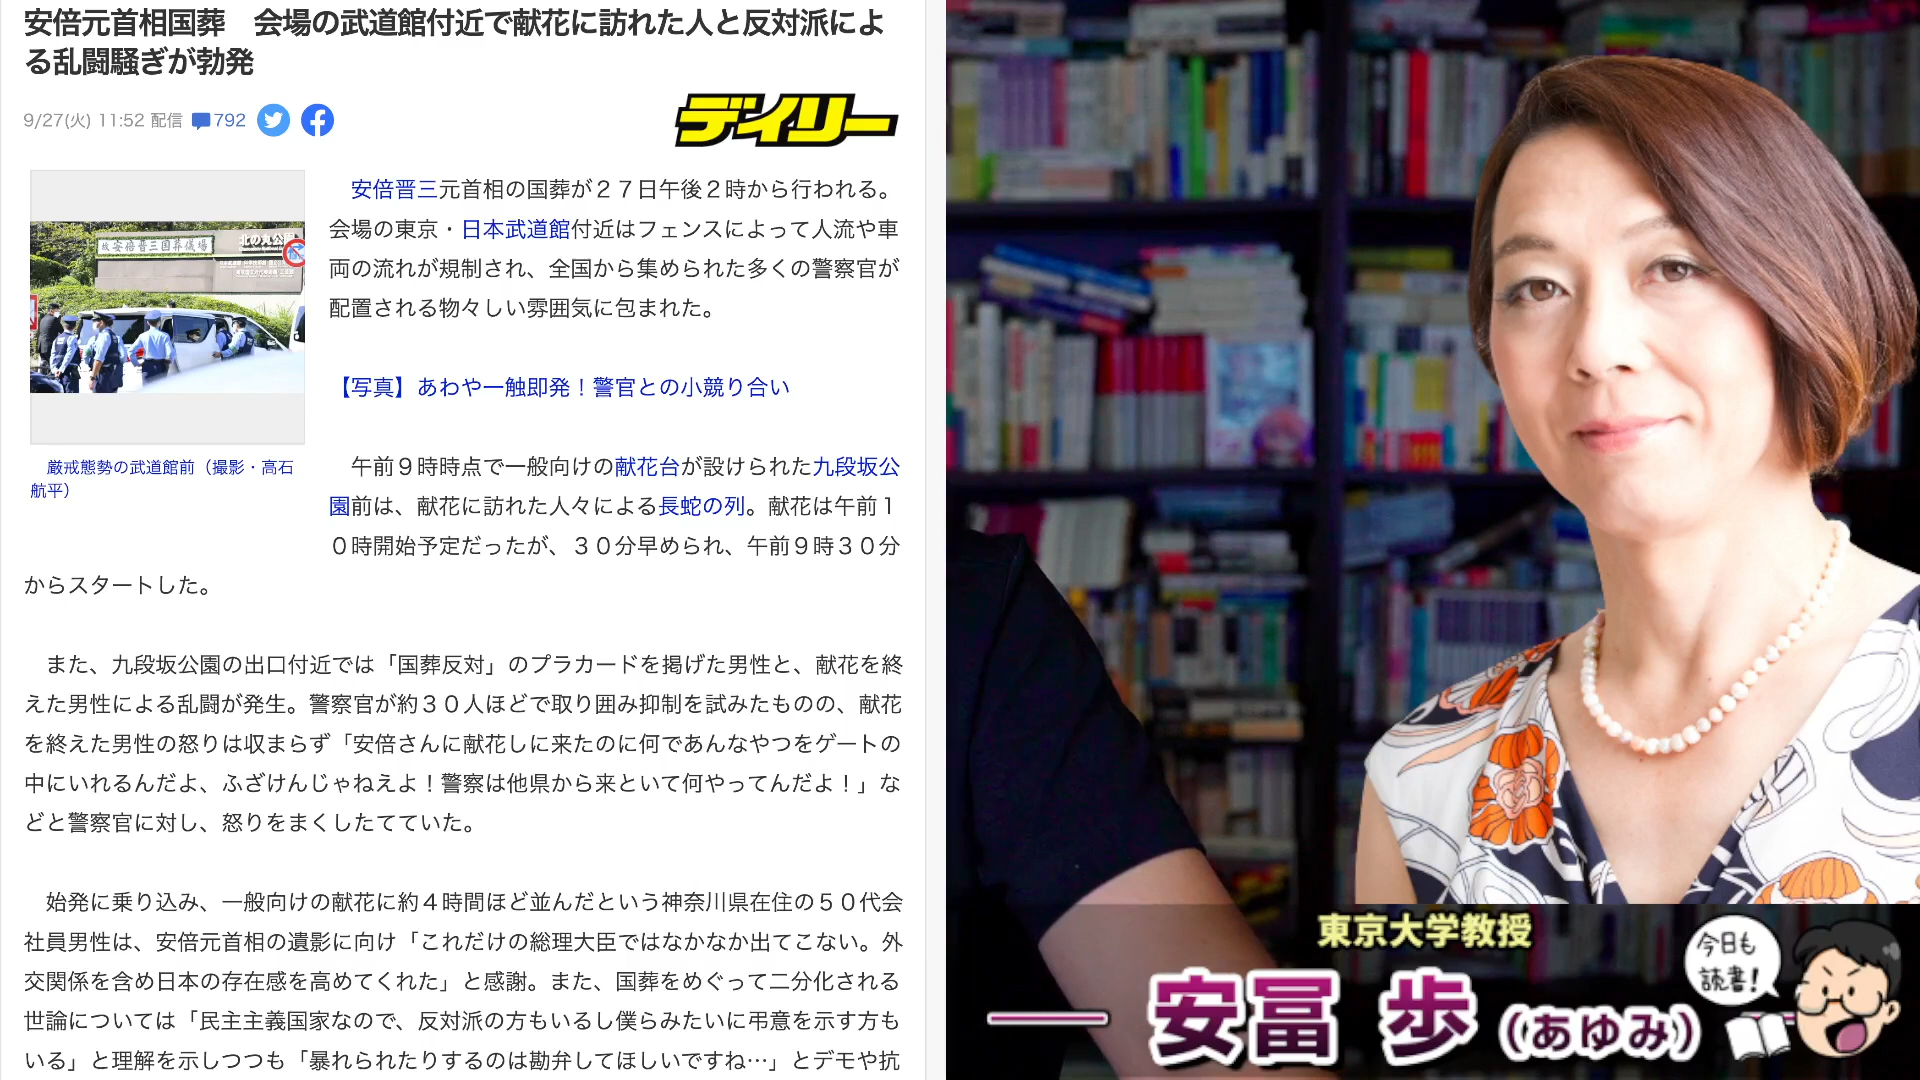 安倍元首相国葬　会場の武道館付近で献花に訪れた人と反対派によ
る乱闘騒ぎが勃発
9/27(火) 11:52 配信 792
デイリー
故安倍晋三国葬儀場
北の丸公園
厳戒態勢の武道館前（撮影・高石
航平）
安倍晋三元首相の国葬が２７日午後２時から行われる。
会場の東京・日本武道館付近はフェンスによって人流や車
両の流れが規制され、全国から集められた多くの警察官が
配置される物々しい雰囲気に包まれた。
【写真】あわや一触即発！警官との小競り合い
午前９時時点で一般向けの献花台が設けられた九段坂公
園前は、献花に訪れた人々による長蛇の列。献花は午前１
０時開始予定だったが、３０分早められ、午前９時３０分
からスタートした。
また、九段坂公園の出口付近では「国葬反対」のプラカードを掲げた男性と、献花を終
えた男性による乱闘が発生。警察官が約３０人ほどで取り囲み抑制を試みたものの、献花
を終えた男性の怒りは収まらず「安倍さんに献花しに来たのに何であんなやつをゲートの
中にいれるんだよ、ふざけんじゃねえよ！警察は他県から来といて何やってんだよ！」な
どと警察官に対し、怒りをまくしたてていた。
始発に乗り込み、一般向けの献花に約４時間ほど並んだという神奈川県在住の５０代会
社員男性は、安倍元首相の遺影に向け「これだけの総理大臣ではなかなか出てこない。外
交関係を含め日本の存在感を高めてくれた」と感謝。また、国葬をめぐって二分化される
世論については「民主主義国家なので、反対派の方もいるし僕らみたいに弔意を示す方も
いる」と理解を示しつつも「暴れられたりするのは勘弁してほしいですね…」とデモや抗
東京大学教授
安冨 歩 (あゆみ)
今日も
読書!